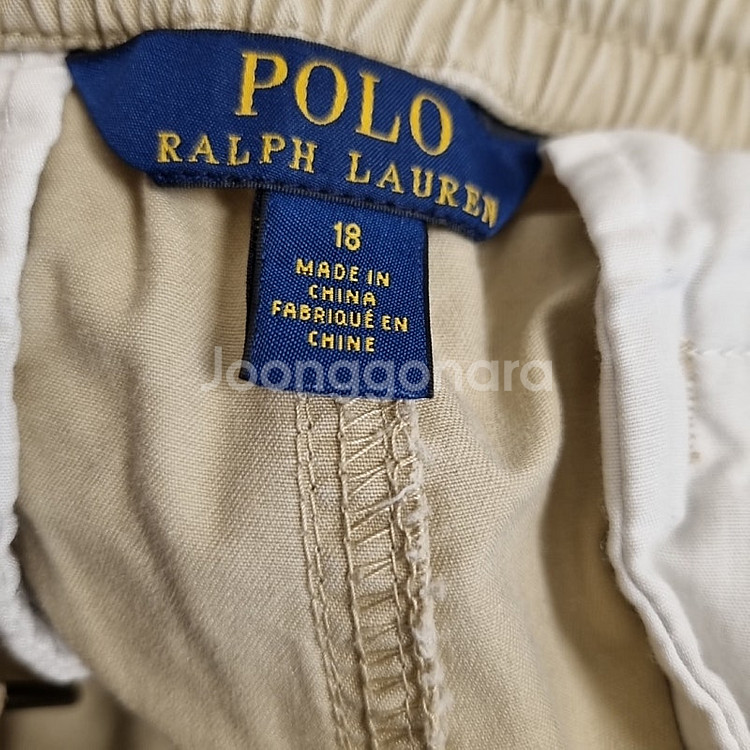 POLO
RALPH LAUREN
18
MADE IN
CHINA
FABRIQUÉ EN
CHINE
Joonggonara